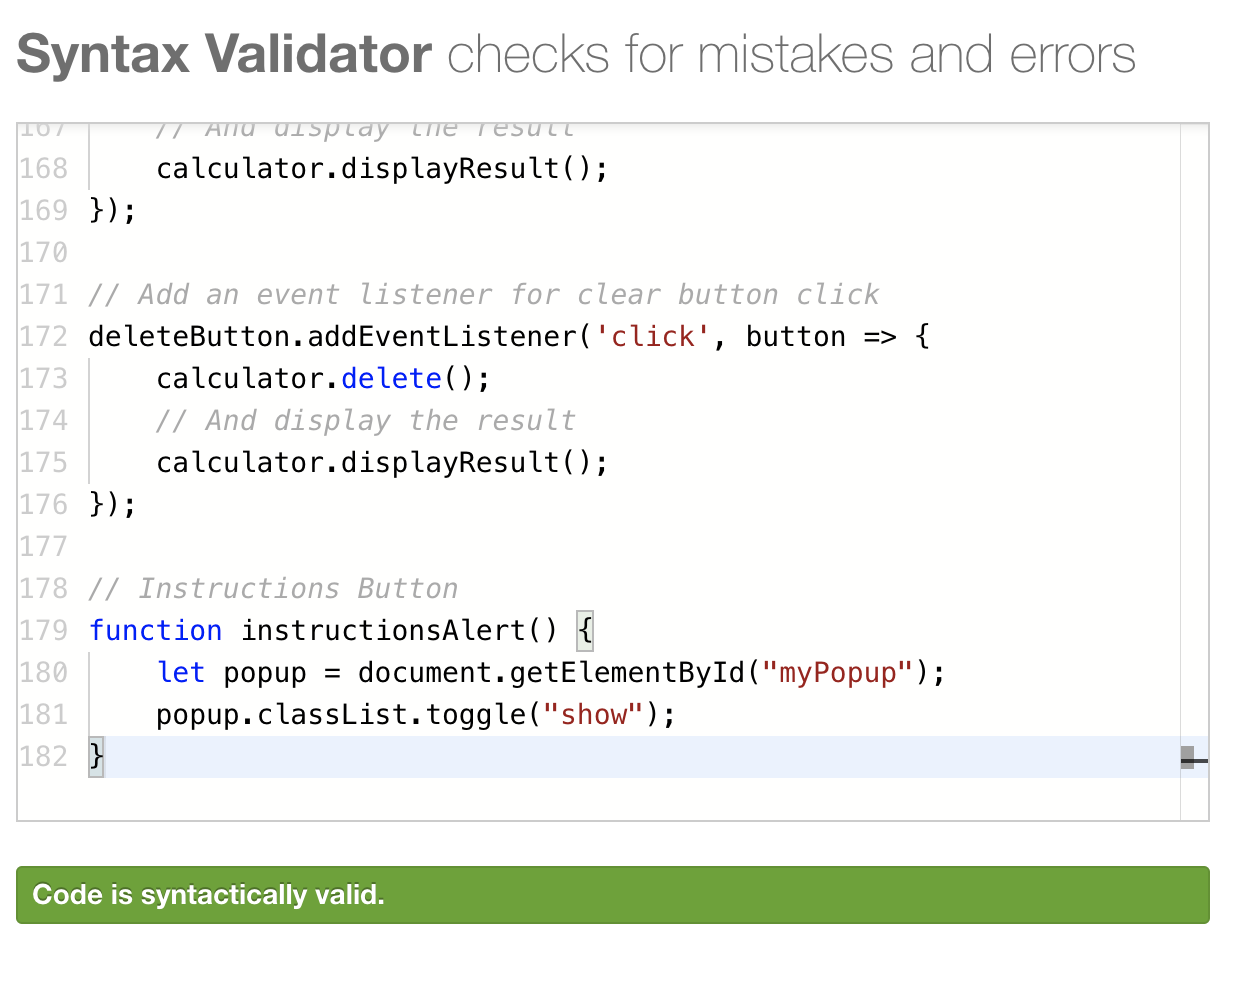 Syntax Validator checks for mistakes and errors
167 // And display the result
168 calculator.displayResult();
169 });
170
171 // Add an event listener for clear button click
172 deleteButton.addEventListener('click', button => {
173 calculator.delete();
174 // And display the result
175 calculator.displayResult();
176 });
177
178 // Instructions Button
179 function instructionsAlert() {
180 let popup = document.getElementById("myPopup");
181 popup.classList.toggle("show");
182 }
Code is syntactically valid.